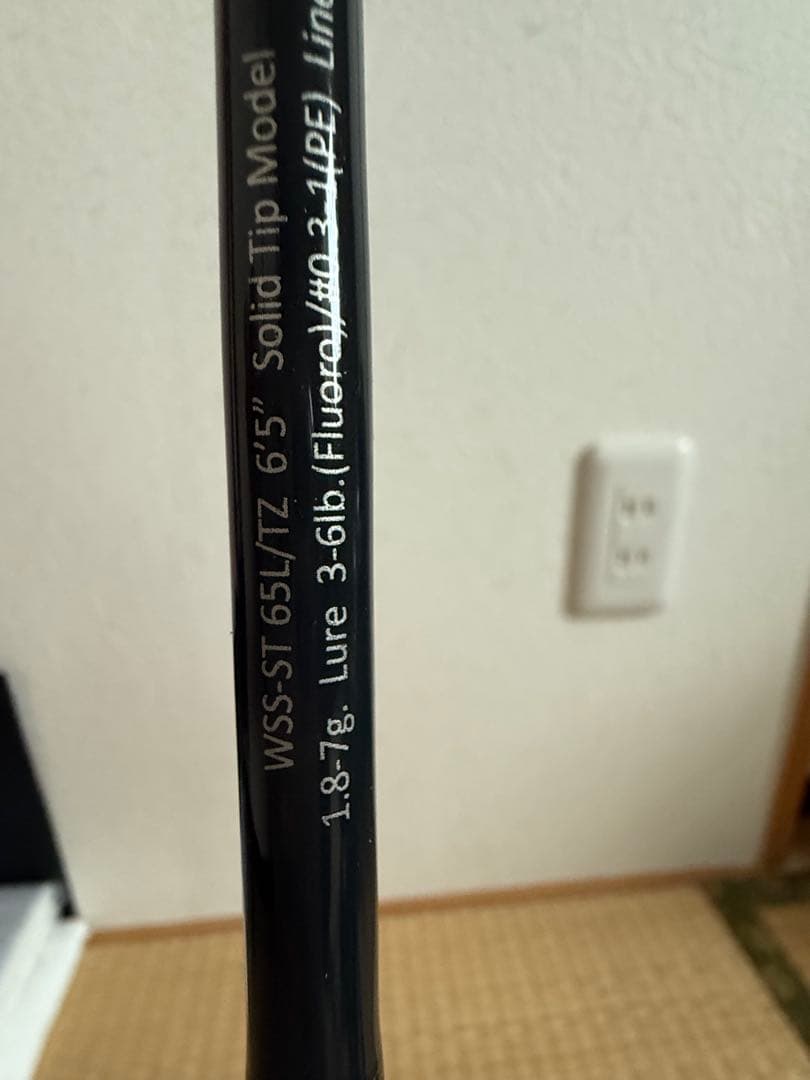 WSS-ST 65L/TZ 6'5" Solid Tip Model
1.8-7g. Lure 3-6lb.(Fluoro)/#0.3-1(PE) Line